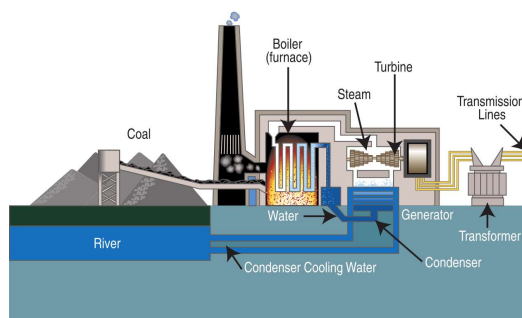 Boiler
(furnace)
Turbine
Steam
Transmission
Lines
Coal
Water
Generator
River
Transformer
Condenser
Condenser Cooling Water